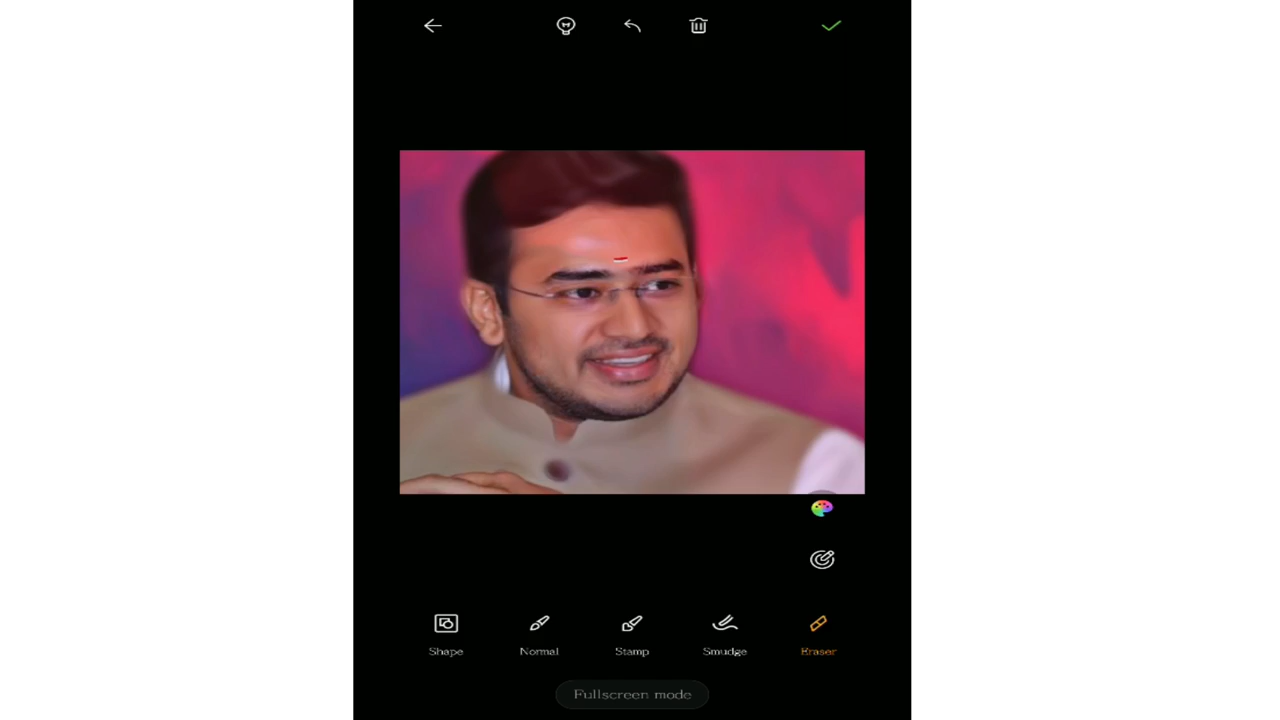 Shape
Normal
Stamp
Smudge
Eraser
Fullscreen mode